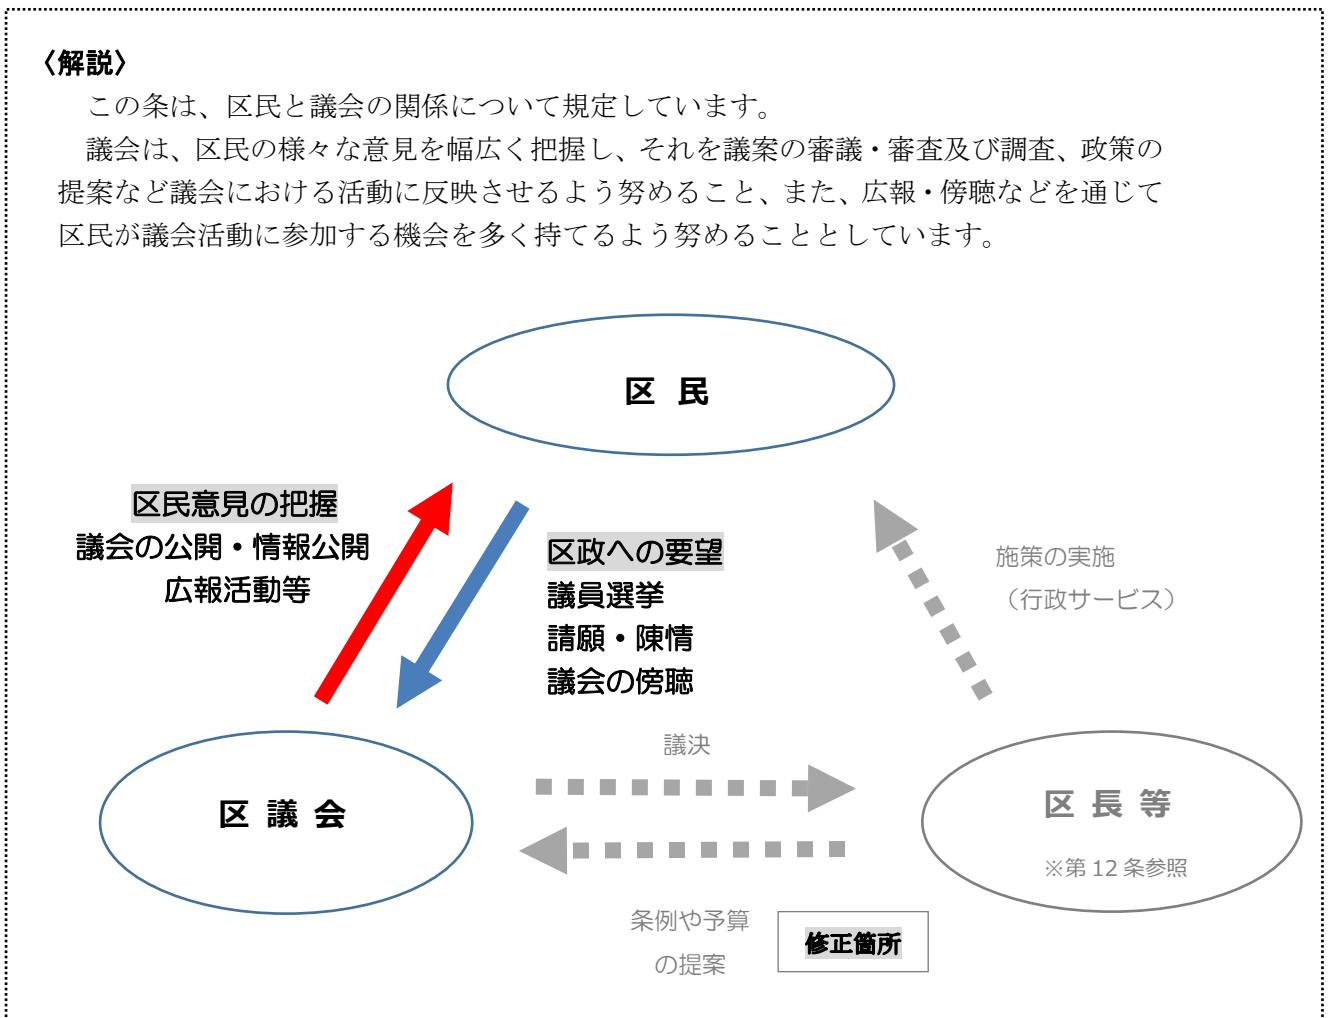 〈解説〉
この条は、区民と議会の関係について規定しています。
議会は、区民の様々な意見を幅広く把握し、それを議案の審議・審査及び調査、政策の
提案など議会における活動に反映させるよう努めること、また、広報・傍聴などを通じて
区民が議会活動に参加する機会を多く持てるよう努めることとしています。
区 民
区民意見の把握
議会の公開・情報公開
広報活動等
区政への要望
議員選挙
請願・陳情
議会の傍聴
施策の実施
（行政サービス）
議決
区 議 会
区 長 等
※第 12 条参照
条例や予算
の提案
修正箇所